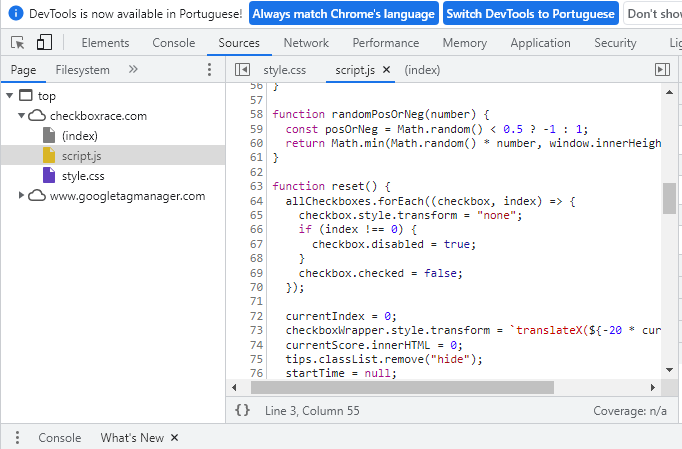 DevTools is now available in Portuguese! Always match Chrome's language Switch DevTools to Portuguese Don't show
Elements Console Sources Network Performance Memory Application Security Lig
Page Filesystem style.css script.js (index)
top
checkboxrace.com
(index)
script.js
style.css
www.googletagmanager.com
56 }
57
58 function randomPosOrNeg(number) {
59 const posOrNeg = Math.random() < 0.5 ? -1 : 1;
60 return Math.min(Math.random() * number, window.innerHeigh
61 }
62
63 function reset() {
64 allCheckboxes.forEach((checkbox, index) => {
65 checkbox.style.transform = "none";
66 if (index !== 0) {
67 checkbox.disabled = true;
68 }
69 checkbox.checked = false;
70 });
71
72 currentIndex = 0;
73 checkboxWrapper.style.transform = `translateX(${-20 * cur
74 currentScore.innerHTML = 0;
75 tips.classList.remove("hide");
76 startTime = null;
{} Line 3, Column 55 Coverage: n/a
Console What's New